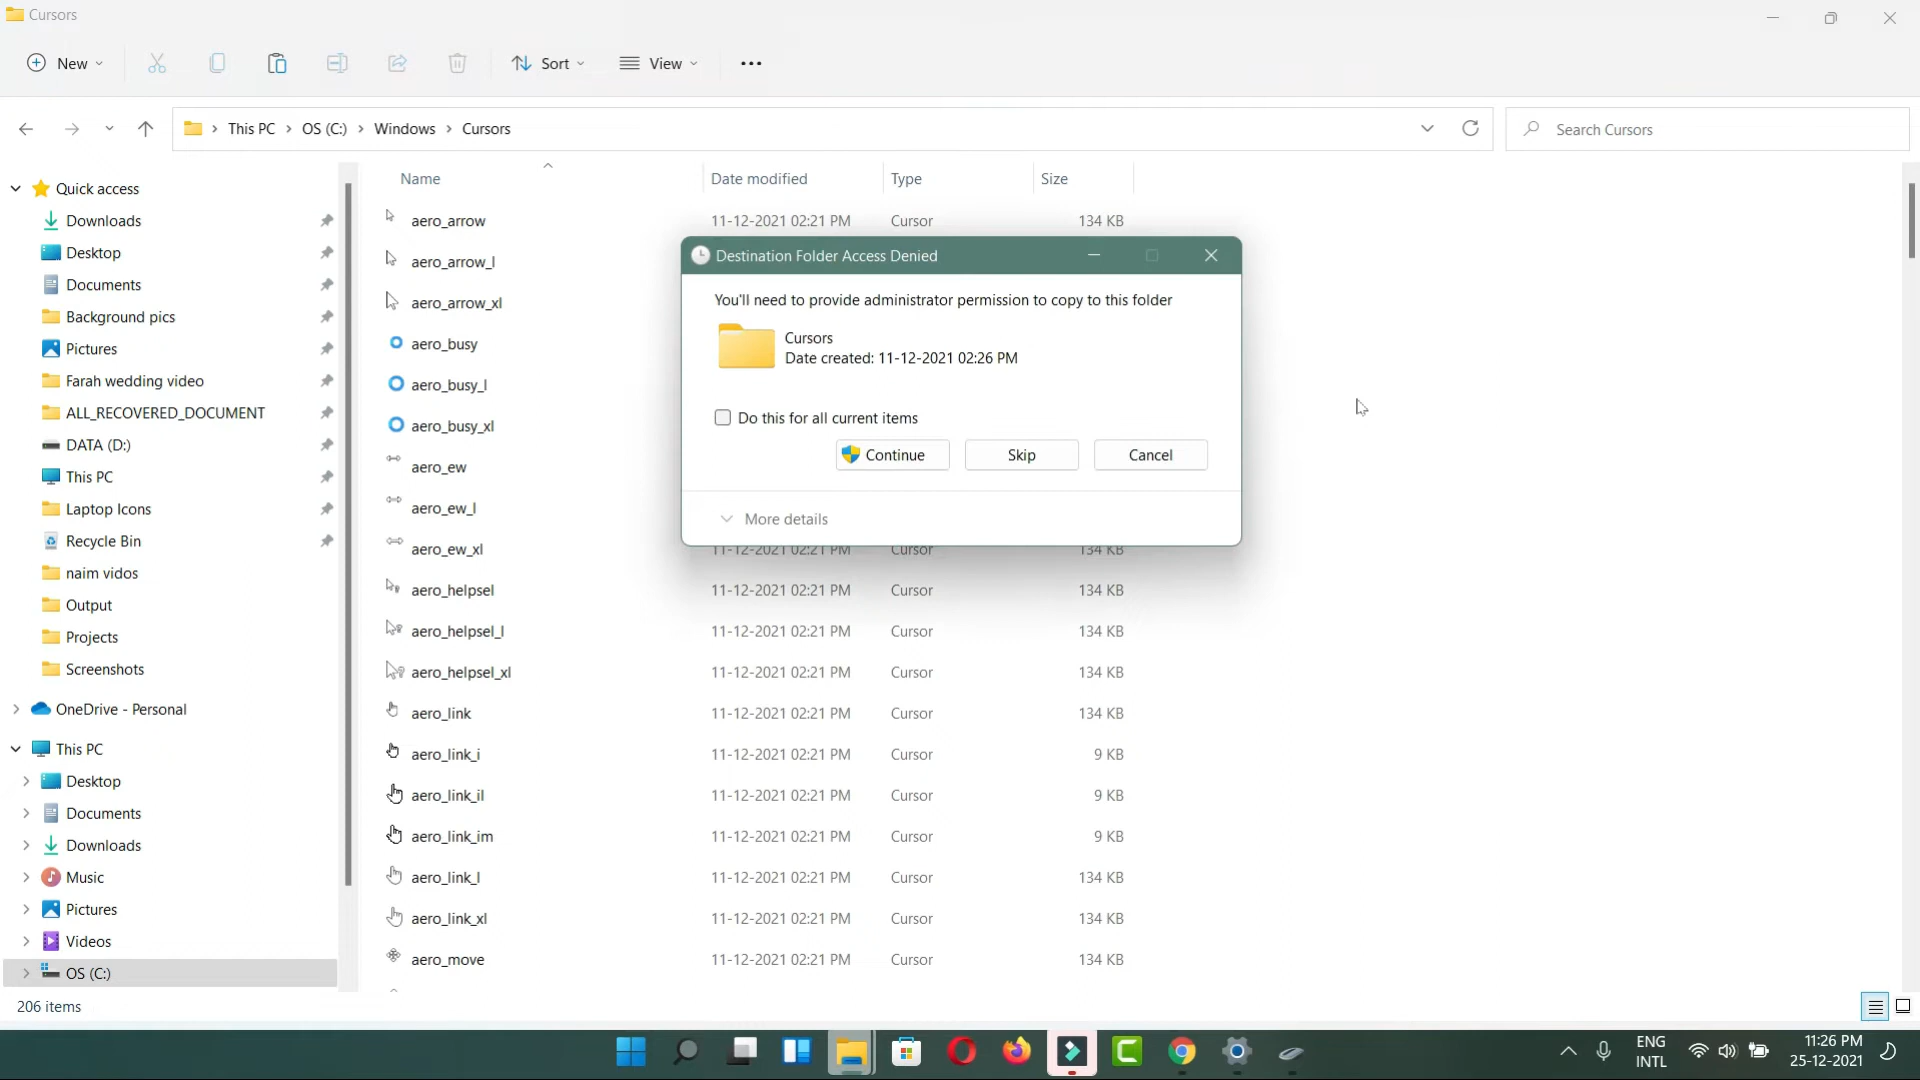 Cursors
New
Sort
View
This PC > OS (C:) > Windows > Cursors
Search Cursors
Quick access
Downloads
Desktop
Documents
Background pics
Pictures
Farah wedding video
ALL_RECOVERED_DOCUMENT
DATA (D:)
This PC
Laptop Icons
Recycle Bin
naim vidos
Output
Projects
Screenshots
OneDrive - Personal
This PC
Desktop
Documents
Downloads
Music
Pictures
Videos
OS (C:)
Name Date modified Type Size
aero_arrow 11-12-2021 02:21 PM Cursor 134 KB
aero_arrow_l
aero_arrow_xl
aero_busy
aero_busy_l
aero_busy_xl
aero_ew
aero_ew_l
aero_ew_xl 11-12-2021 02:21 PM Cursor 134 KB
aero_helpsel 11-12-2021 02:21 PM Cursor 134 KB
aero_helpsel_l 11-12-2021 02:21 PM Cursor 134 KB
aero_helpsel_xl 11-12-2021 02:21 PM Cursor 134 KB
aero_link 11-12-2021 02:21 PM Cursor 134 KB
aero_link_i 11-12-2021 02:21 PM Cursor 9 KB
aero_link_il 11-12-2021 02:21 PM Cursor 9 KB
aero_link_im 11-12-2021 02:21 PM Cursor 9 KB
aero_link_l 11-12-2021 02:21 PM Cursor 134 KB
aero_link_xl 11-12-2021 02:21 PM Cursor 134 KB
aero_move 11-12-2021 02:21 PM Cursor 134 KB
Destination Folder Access Denied
You'll need to provide administrator permission to copy to this folder
Cursors
Date created: 11-12-2021 02:26 PM
Do this for all current items
Continue Skip Cancel
More details
206 items
ENG
INTL
11:26 PM
25-12-2021